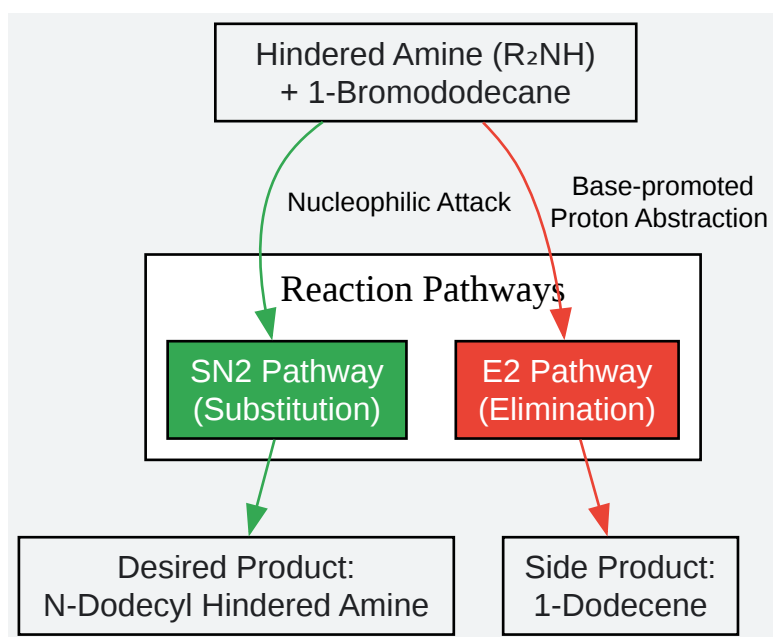 Hindered Amine (R₂NH)
+ 1-Bromododecane
Nucleophilic Attack
Base-promoted
Proton Abstraction
Reaction Pathways
SN2 Pathway
(Substitution)
E2 Pathway
(Elimination)
Desired Product:
N-Dodecyl Hindered Amine
Side Product:
1-Dodecene